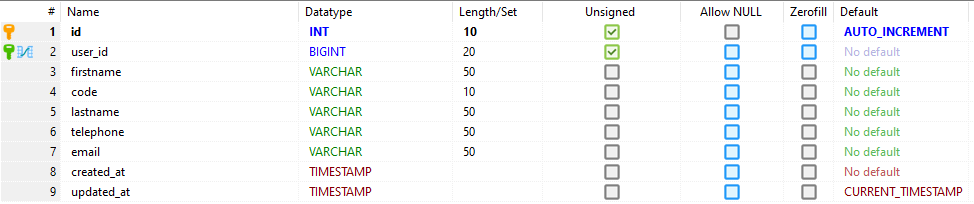 # Name Datatype Length/Set Unsigned Allow NULL Zerofill Default
1 id INT 10 AUTO_INCREMENT
2 user_id BIGINT 20 No default
3 firstname VARCHAR 50 No default
4 code VARCHAR 10 No default
5 lastname VARCHAR 50 No default
6 telephone VARCHAR 50 No default
7 email VARCHAR 50 No default
8 created_at TIMESTAMP No default
9 updated_at TIMESTAMP CURRENT_TIMESTAMP